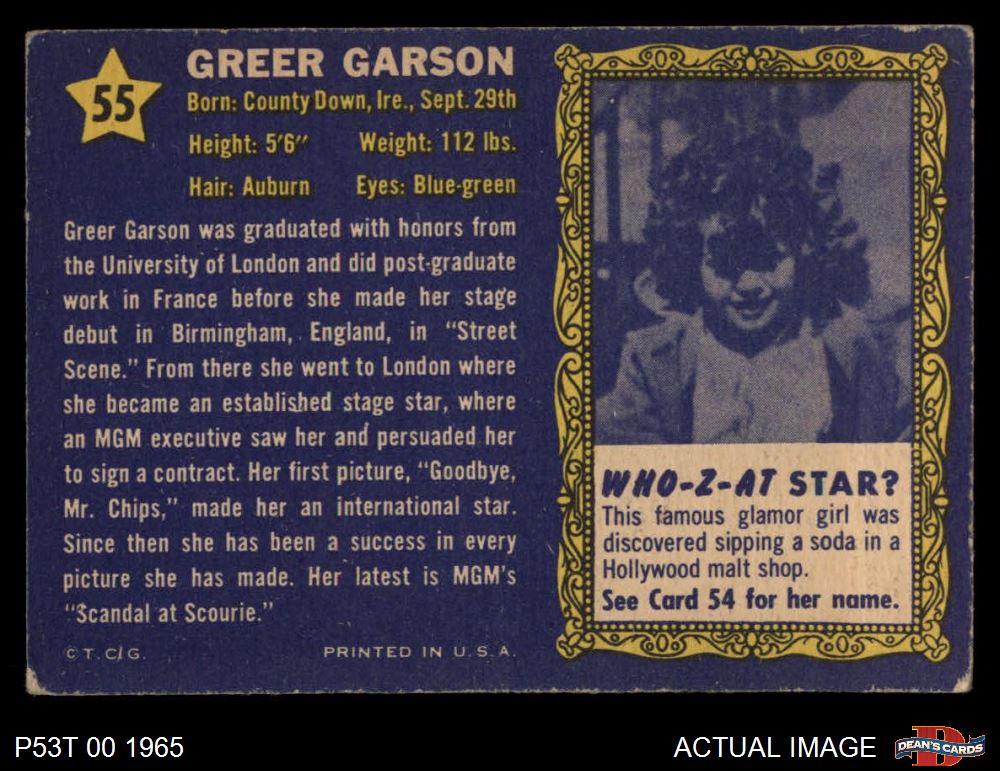 55
GREER GARSON
Born: County Down, Ire., Sept. 29th
Height: 5'6" Weight: 112 lbs.
Hair: Auburn Eyes: Blue-green
Greer Garson was graduated with honors from
the University of London and did post-graduate
work in France before she made her stage
debut in Birmingham, England, in "Street
Scene." From there she went to London where
she became an established stage star, where
an MGM executive saw her and persuaded her
to sign a contract. Her first picture, "Goodbye,
Mr. Chips," made her an international star.
Since then she has been a success in every
picture she has made. Her latest is MGM's
"Scandal at Scourie."
© T.C.G. PRINTED IN U.S.A.
WHO-Z-AT STAR?
This famous glamor girl was
discovered sipping a soda in a
Hollywood malt shop.
See Card 54 for her name.
P53T 00 1965
ACTUAL IMAGE
D
DEAN'S CARDS